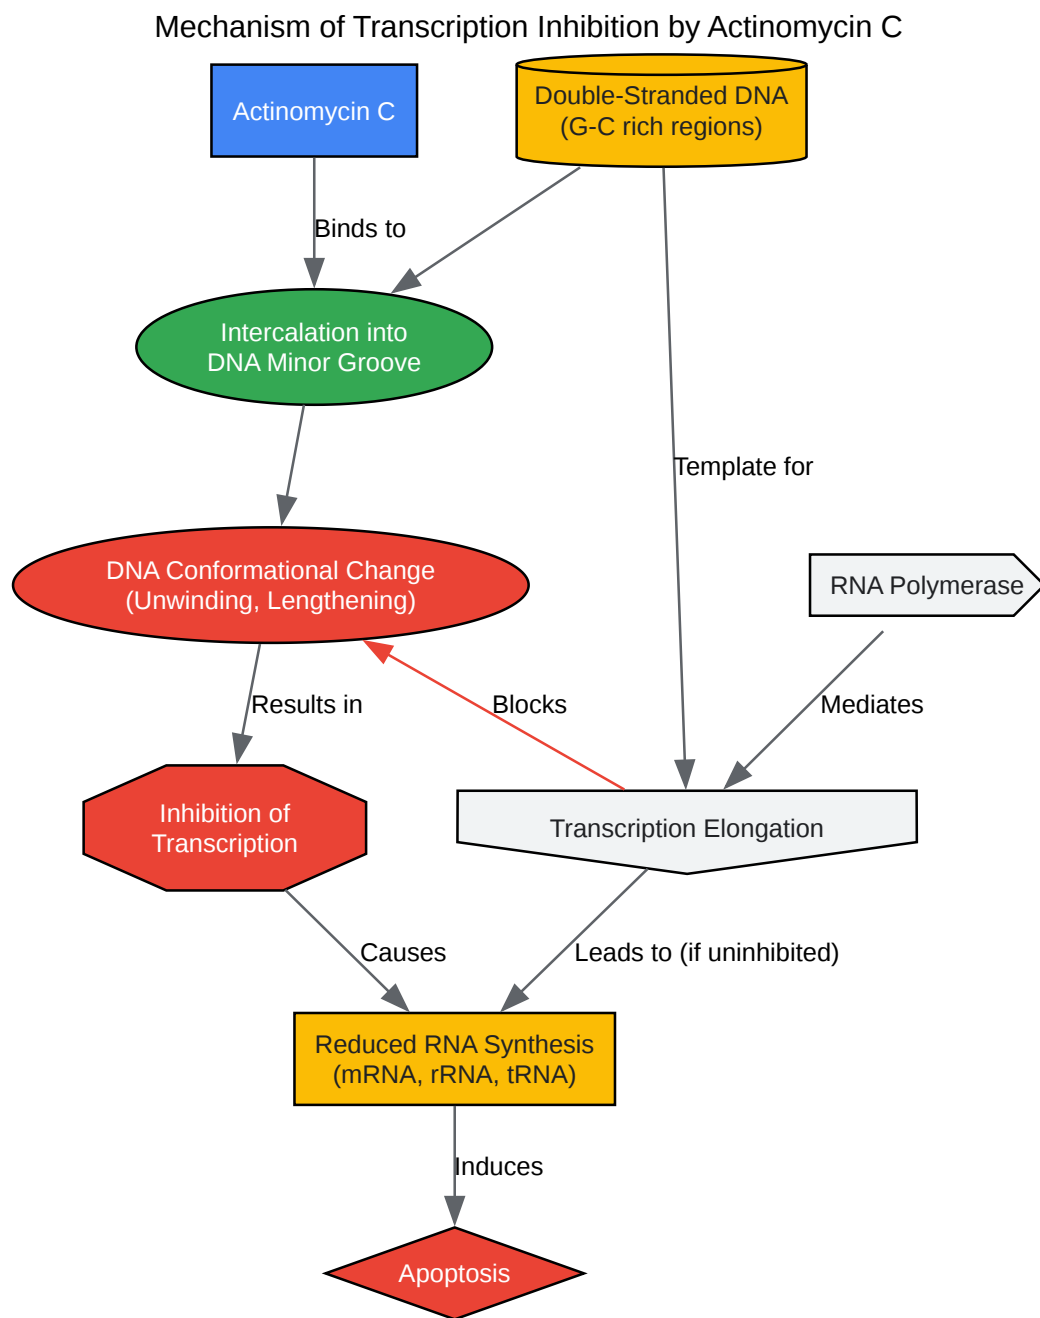 Mechanism of Transcription Inhibition by Actinomycin C
Actinomycin C
Double-Stranded DNA
(G-C rich regions)
Binds to
Intercalation into
DNA Minor Groove
Template for
DNA Conformational Change
(Unwinding, Lengthening)
RNA Polymerase
Results in
Blocks
Mediates
Inhibition of
Transcription
Transcription Elongation
Causes
Leads to (if uninhibited)
Reduced RNA Synthesis
(mRNA, rRNA, tRNA)
Induces
Apoptosis